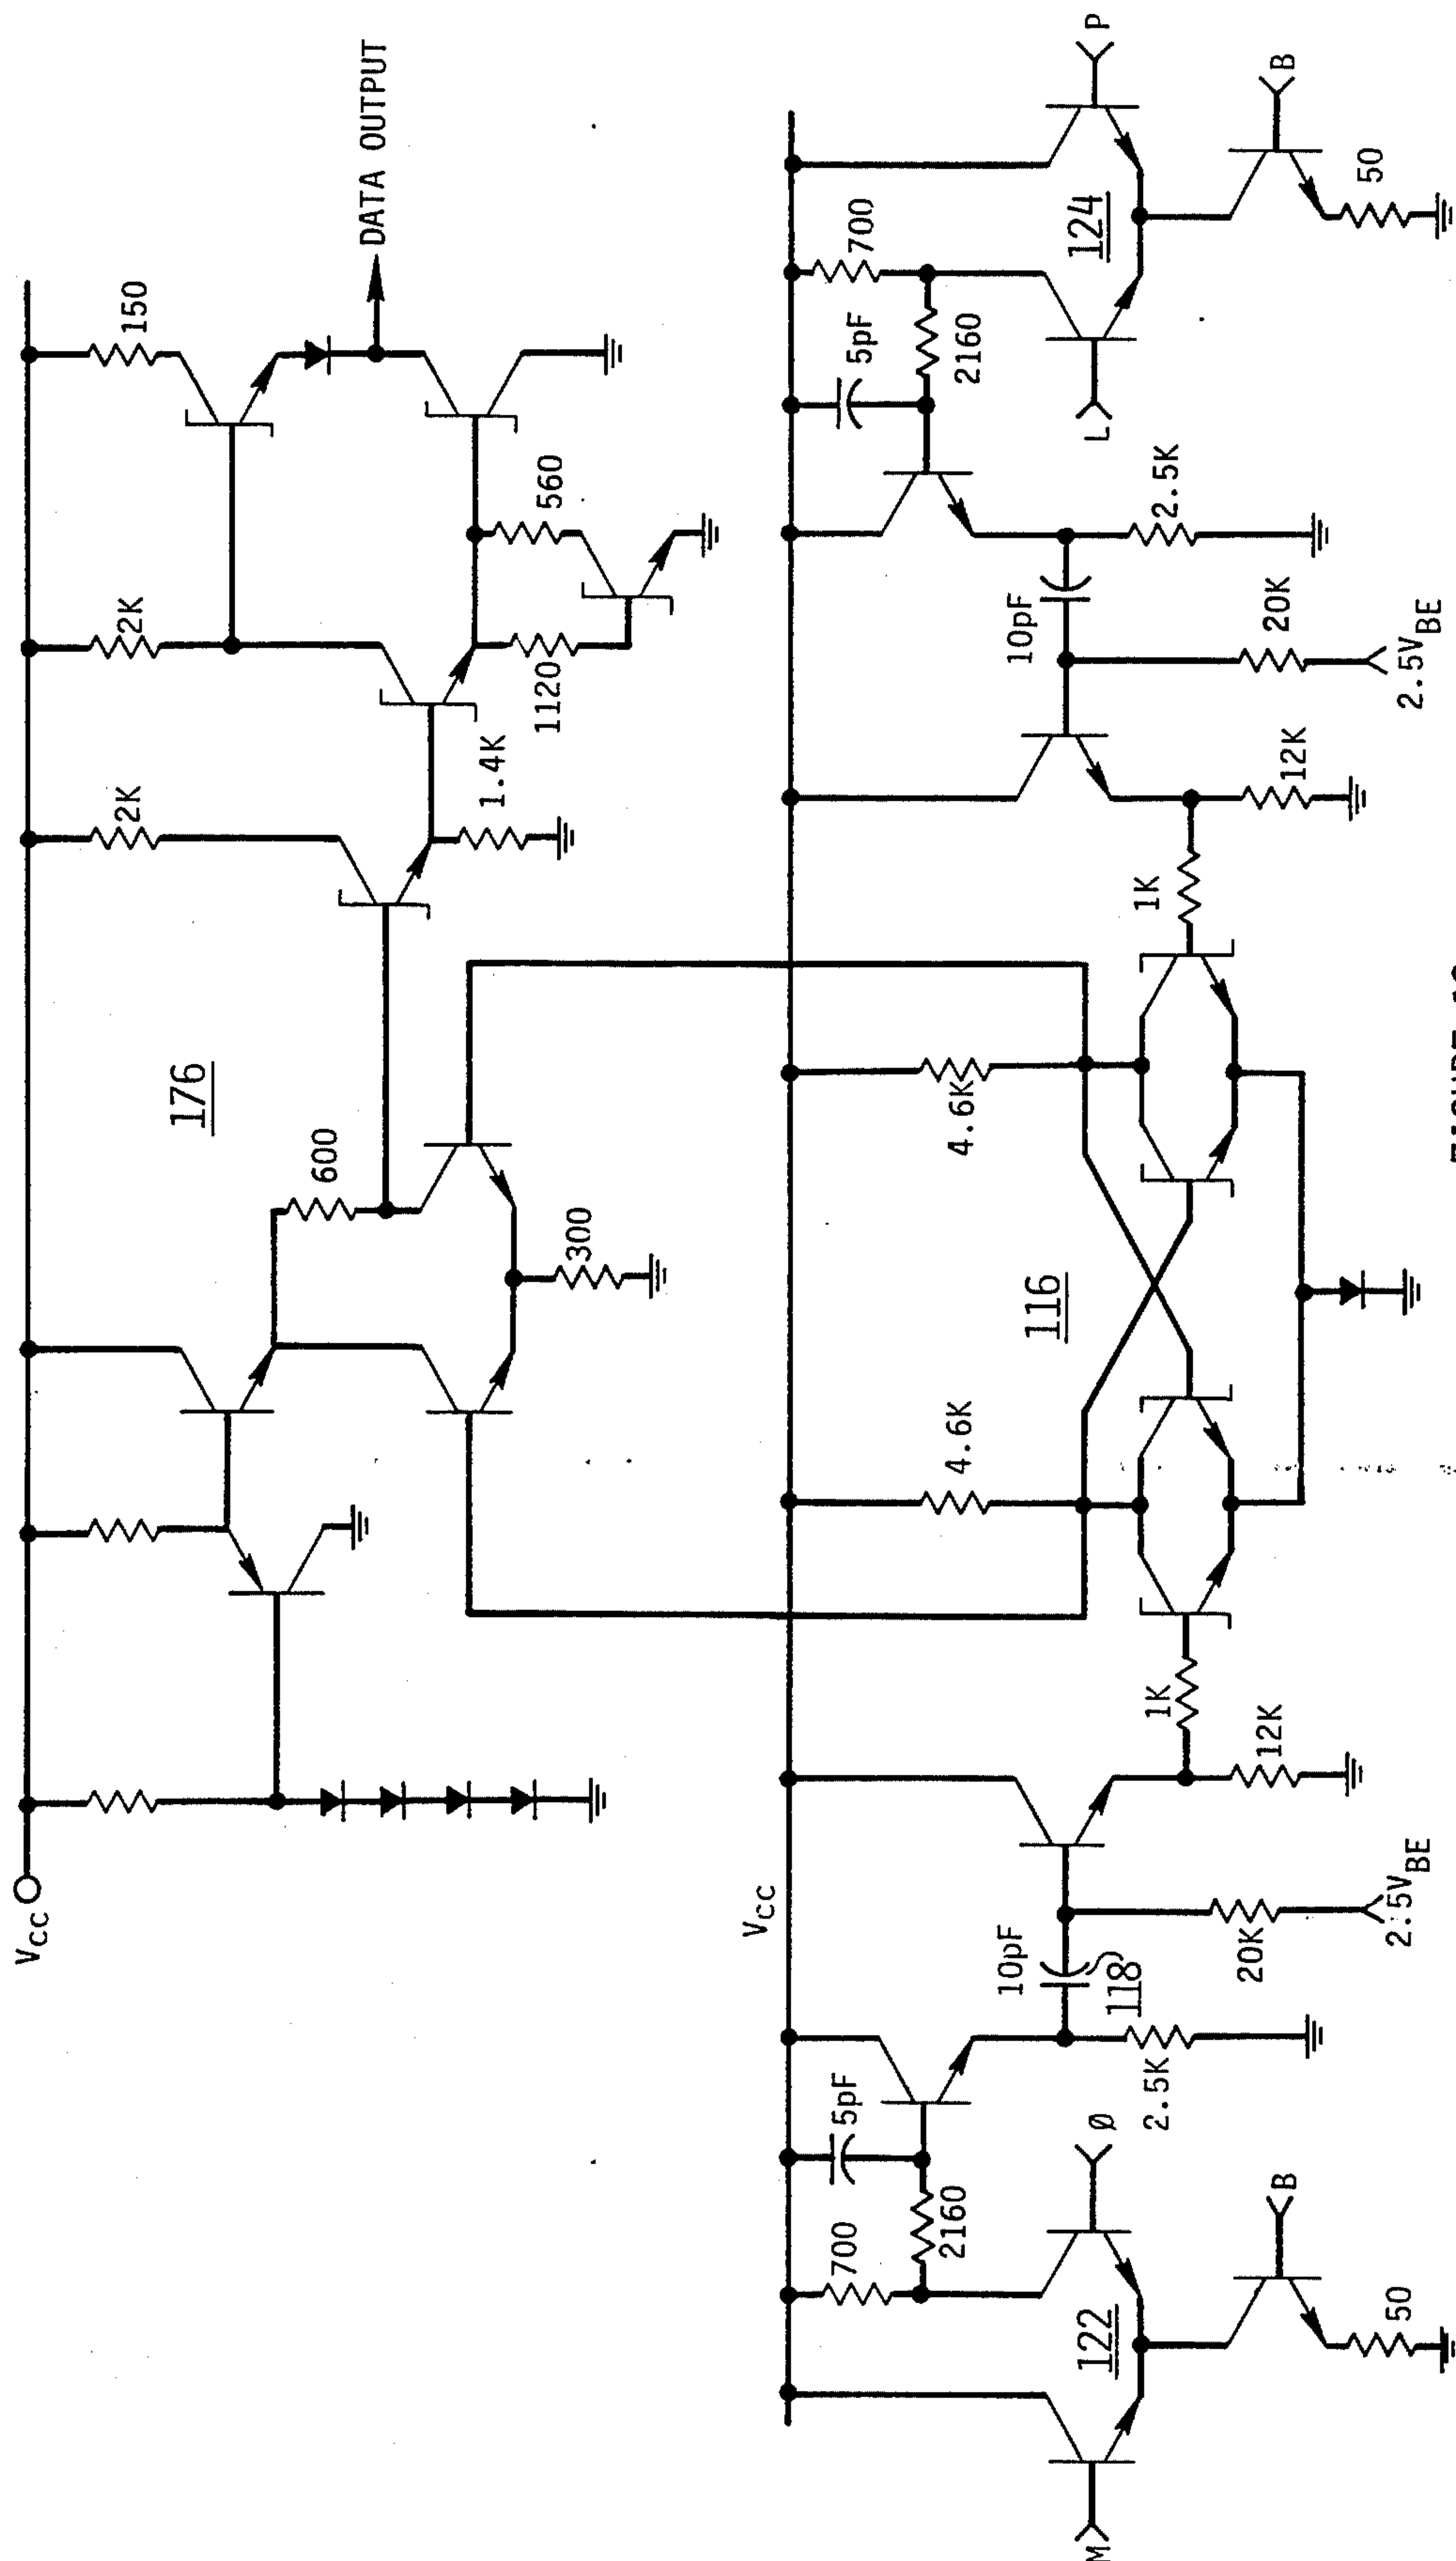 VCC
176
600
300
2K
1.4K
2K
1120
560
150
DATA OUTPUT
VCC
M
122
700
2160
Ø
B
50
5pF
2.5K
10pF
118
20K
2.5VBE
12K
1K
4.6K
116
4.6K
1K
12K
10pF
20K
2.5VBE
2.5K
5pF
2160
700
L
124
P
B
50